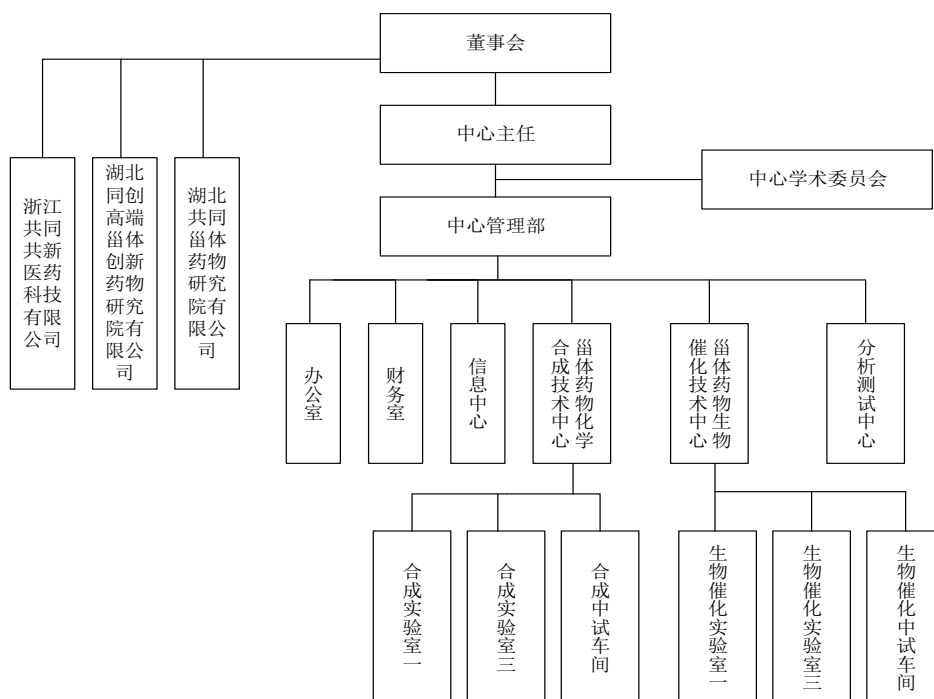 董事会
中心主任
中心学术委员会
中心管理部
浙江
共同
共新
医药
科技
有限
公司
湖北
同创
高端
甾体
创新
药物
研究
院有
限公
司
湖北
共同
甾体
药物
研究
院有
限公
司
办公室
财务室
信息中心
甾体药物化学
合成技术中心
甾体药物生物
催化技术中心
分析测试中心
合成实验室一
合成实验室三
合成中试车间
生物催化实验室一
生物催化实验室三
生物催化中试车间